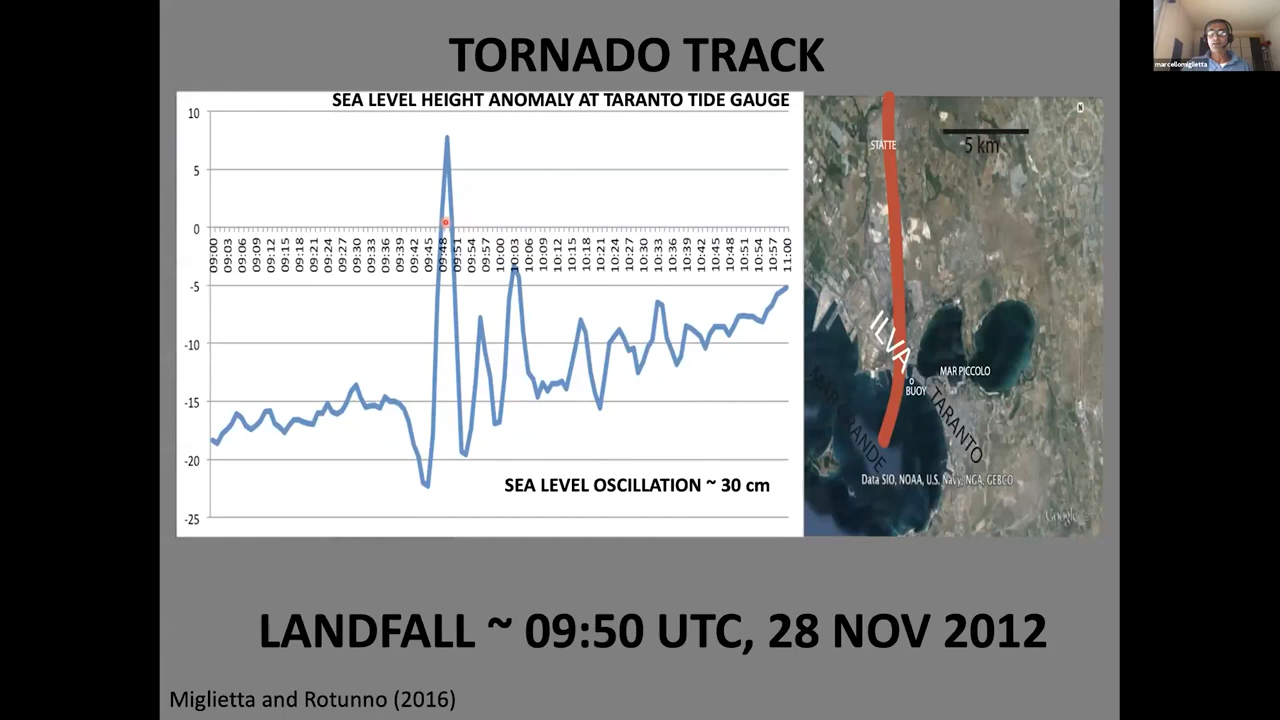 TORNADO TRACK
marcellomiglietta
SEA LEVEL HEIGHT ANOMALY AT TARANTO TIDE GAUGE
10
5
0
-5
-10
-15
-20
-25
09:00 09:03 09:06 09:09 09:12 09:15 09:18 09:21 09:24 09:27 09:30 09:33 09:36 09:39 09:42 09:45 09:48 09:51 09:54 09:57 10:00 10:03 10:06 10:09 10:12 10:15 10:18 10:21 10:24 10:27 10:30 10:33 10:36 10:39 10:42 10:45 10:48 10:51 10:54 10:57 11:00
SEA LEVEL OSCILLATION ~ 30 cm
N
5 km
STATTE
ILVA
MAR PICCOLO
BUOY
TARANTO
MAR GRANDE
Data SIO, NOAA, U.S. Navy, NGA, GEBCO
Google
LANDFALL ~ 09:50 UTC, 28 NOV 2012
Miglietta and Rotunno (2016)